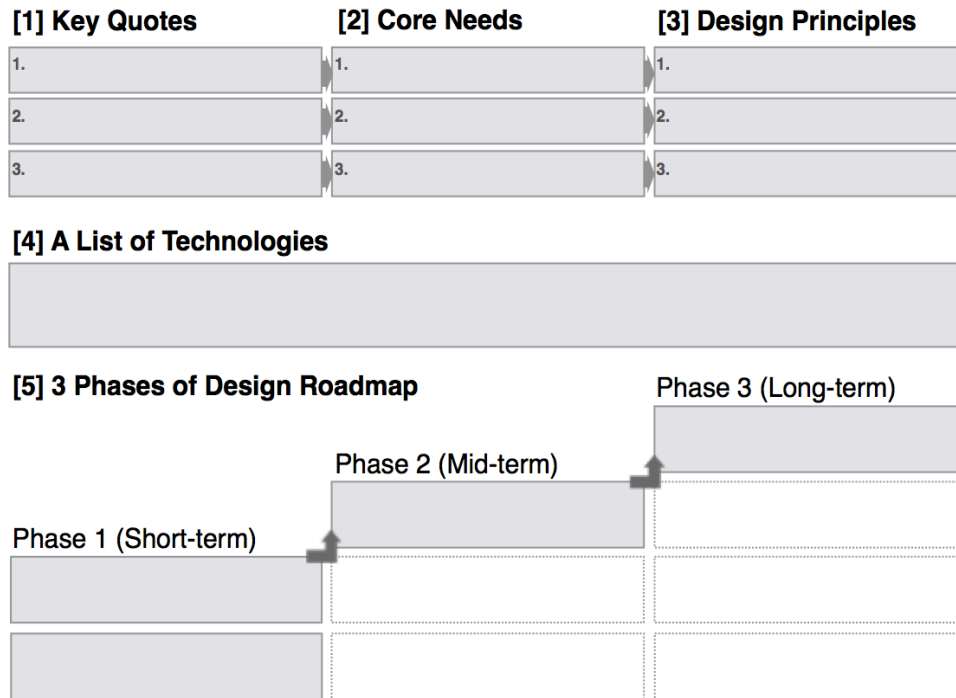 [1] Key Quotes [2] Core Needs [3] Design Principles
1. 1. 1.
2. 2. 2.
3. 3. 3.
[4] A List of Technologies
[5] 3 Phases of Design Roadmap
Phase 3 (Long-term)
Phase 2 (Mid-term)
Phase 1 (Short-term)